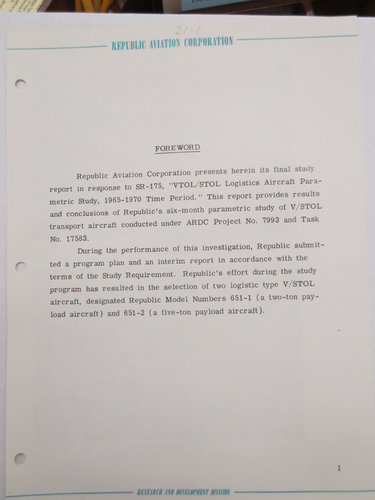 21-1
REPUBLIC AVIATION CORPORATION
FOREWORD
Republic Aviation Corporation presents herein its final study
report in response to SR-175, "VTOL/STOL Logistics Aircraft Para-
metric Study, 1965-1970 Time Period." This report provides results
and conclusions of Republic's six-month parametric study of V/STOL
transport aircraft conducted under ARDC Project No. 7993 and Task
No. 17583.
During the performance of this investigation, Republic submit-
ted a program plan and an interim report in accordance with the
terms of the Study Requirement. Republic's effort during the study
program has resulted in the selection of two logistic type V/STOL
aircraft, designated Republic Model Numbers 651-1 (a two-ton pay-
load aircraft) and 651-2 (a five-ton payload aircraft).
1
RESEARCH AND DEVELOPMENT DIVISION